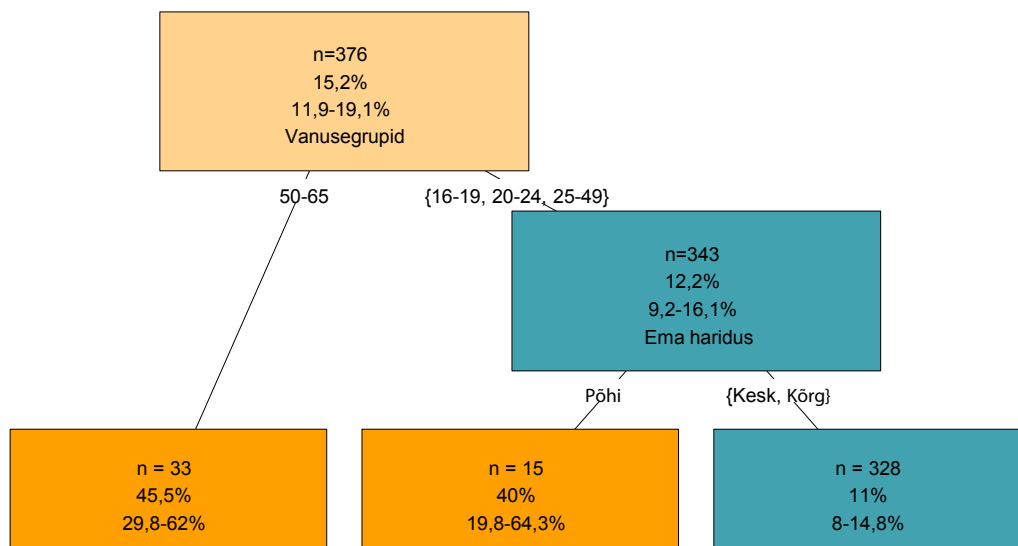 n=376
15,2%
11,9-19,1%
Vanusegrupid
50-65
{16-19, 20-24, 25-49}
n=343
12,2%
9,2-16,1%
Ema haridus
Põhi
{Kesk, Kõrg}
n = 33
45,5%
29,8-62%
n = 15
40%
19,8-64,3%
n = 328
11%
8-14,8%